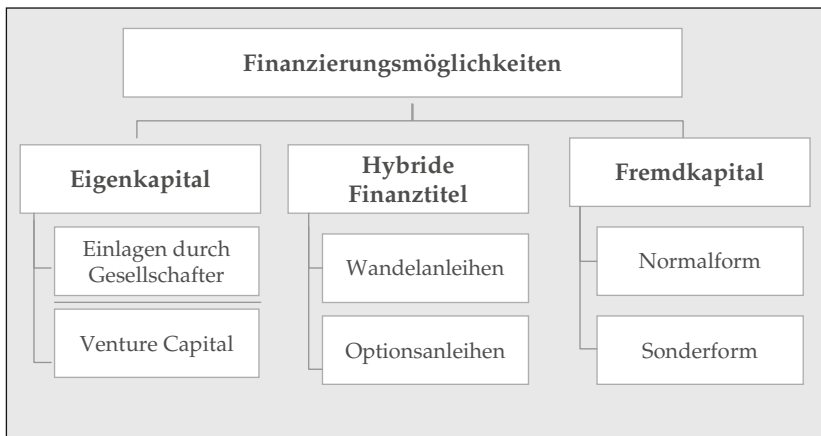 Finanzierungsmöglichkeiten
Eigenkapital
Einlagen durch
Gesellschafter
Venture Capital
Hybride
Finanztitel
Wandelanleihen
Optionsanleihen
Fremdkapital
Normalform
Sonderform